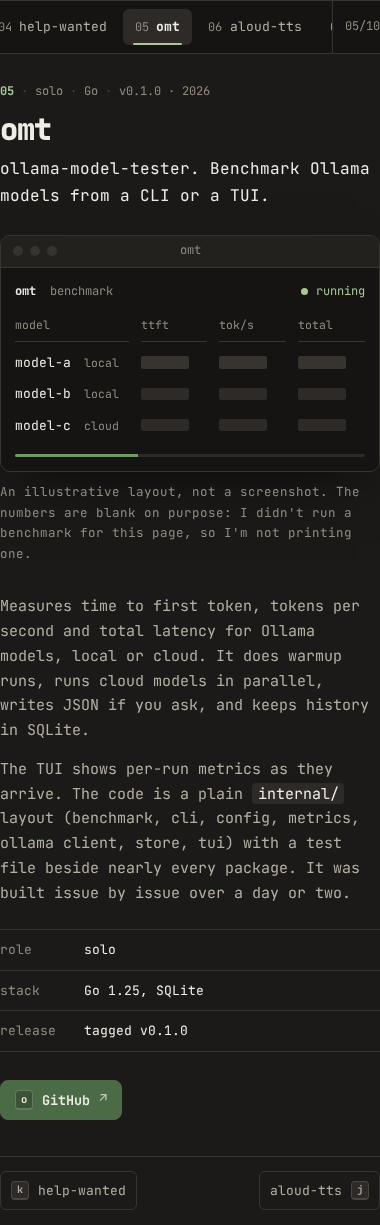 04 help-wanted 05 omt 06 aloud-tts 05/10
05 · solo · Go · v0.1.0 · 2026
omt
ollama-model-tester. Benchmark Ollama
models from a CLI or a TUI.
omt
omt benchmark running
model ttft tok/s total
model-a local
model-b local
model-c cloud
An illustrative layout, not a screenshot. The
numbers are blank on purpose: I didn't run a
benchmark for this page, so I'm not printing
one.
Measures time to first token, tokens per
second and total latency for Ollama
models, local or cloud. It does warmup
runs, runs cloud models in parallel,
writes JSON if you ask, and keeps history
in SQLite.
The TUI shows per-run metrics as they
arrive. The code is a plain internal/
layout (benchmark, cli, config, metrics,
ollama client, store, tui) with a test
file beside nearly every package. It was
built issue by issue over a day or two.
role solo
stack Go 1.25, SQLite
release tagged v0.1.0
o GitHub ↗
k help-wanted aloud-tts j